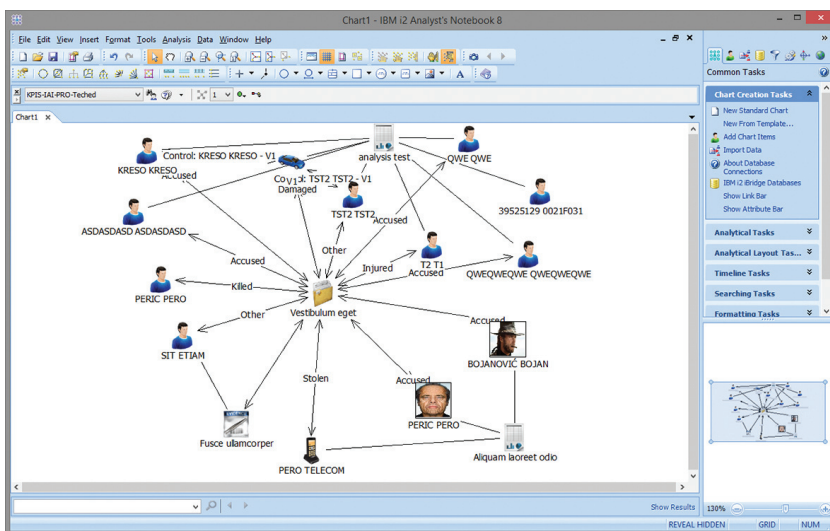 Chart1 - IBM i2 Analyst's Notebook 8
File Edit View Insert Format Tools Analysis Data Window Help
KPIS-IAI-PRO-Teched
1
Chart1 X
Common Tasks
Chart Creation Tasks
New Standard Chart
New From Template...
Add Chart Items
Import Data
About Database
Connections
IBM i2 iBridge Databases
Show Link Bar
Show Attribute Bar
Analytical Tasks
Analytical Layout Tas...
Timeline Tasks
Searching Tasks
Formatting Tasks
KRESO KRESO
Control: KRESO KRESO - V1
analysis test
QWE QWE
Accused
V1
Control: TST2 TST2 - V1
Damaged
TST2 TST2
39525129 0021F031
ASDASDASD ASDASDASD
Accused
Other
T2 T1
Accused
QWEQWEQWE QWEQWEQWE
Accused
Injured
PERIC PERO
Killed
Vestibulum eget
Other
Accused
SIT ETIAM
BOJANOVIC BOJAN
Stolen
Accused
PERIC PERO
Fusce ullamcorper
PERO TELECOM
Aliquam laoreet odio
Show Results
130%
REVEAL HIDDEN GRID NUM